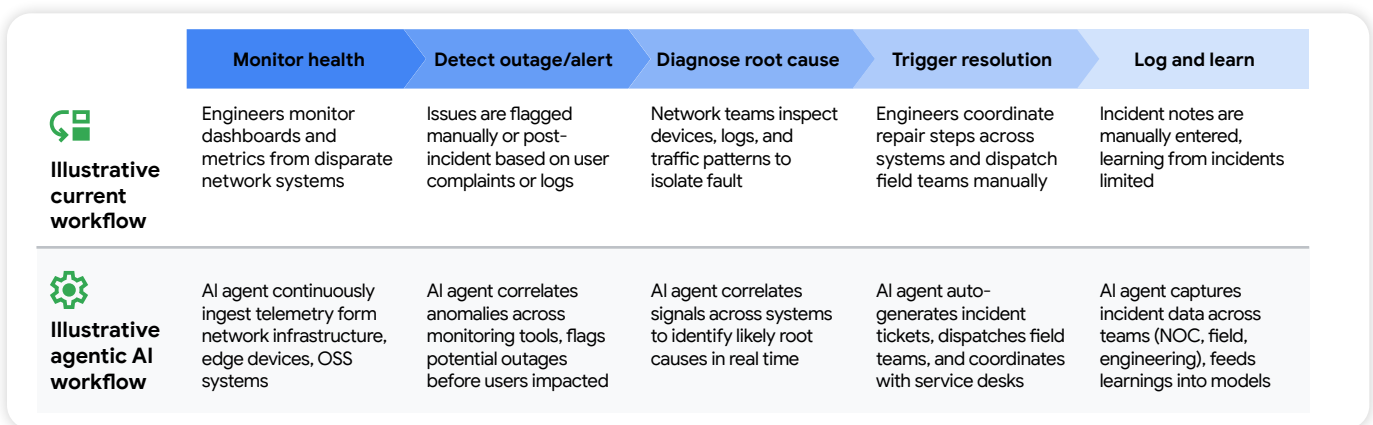 Monitor health
Detect outage/alert
Diagnose root cause
Trigger resolution
Log and learn
Illustrative
current
workflow
Engineers monitor
dashboards and
metrics from disparate
network systems
Issues are flagged
manually or post-
incident based on user
complaints or logs
Network teams inspect
devices, logs, and
traffic patterns to
isolate fault
Engineers coordinate
repair steps across
systems and dispatch
field teams manually
Incident notes are
manually entered,
learning from incidents
limited
Illustrative
agentic AI
workflow
AI agent continuously
ingest telemetry form
network infrastructure,
edge devices, OSS
systems
AI agent correlates
anomalies across
monitoring tools, flags
potential outages
before users impacted
AI agent correlates
signals across systems
to identify likely root
causes in real time
AI agent auto-
generates incident
tickets, dispatches field
teams, and coordinates
with service desks
AI agent captures
incident data across
teams (NOC, field,
engineering), feeds
learnings into models